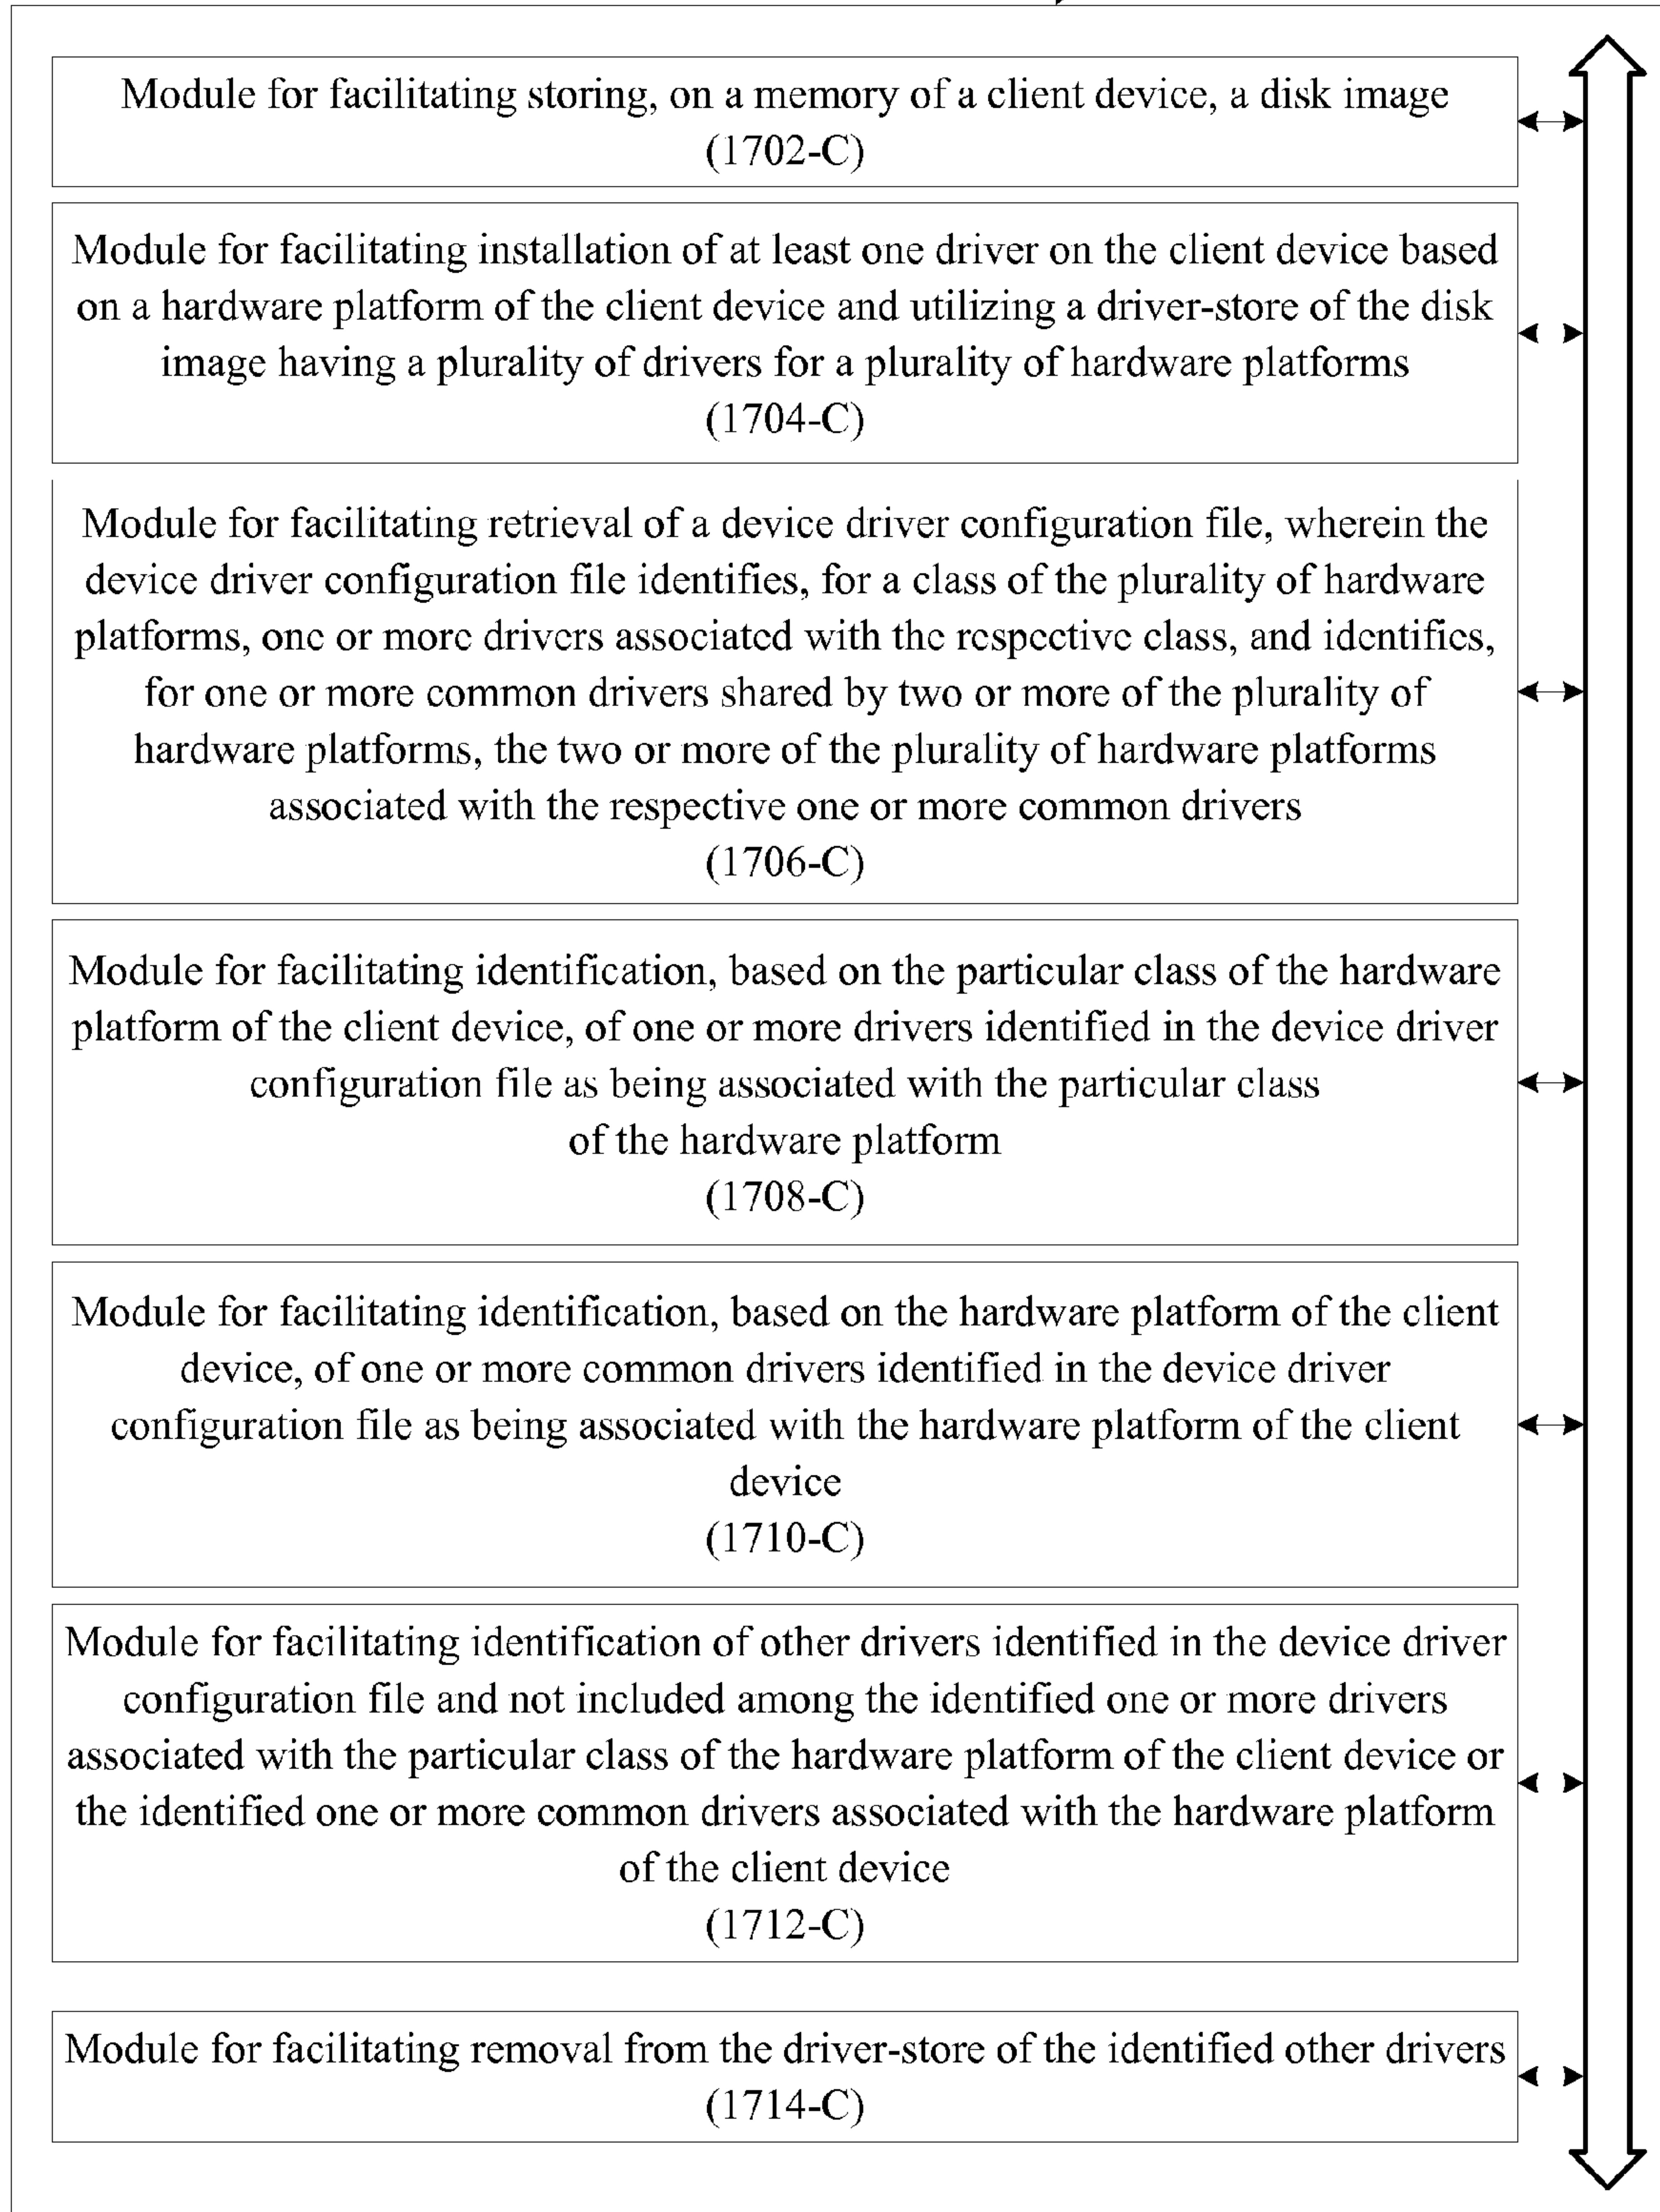 Module for facilitating storing, on a memory of a client device, a disk image
(1702-C)
Module for facilitating installation of at least one driver on the client device based
on a hardware platform of the client device and utilizing a driver-store of the disk
image having a plurality of drivers for a plurality of hardware platforms
(1704-C)
Module for facilitating retrieval of a device driver configuration file, wherein the
device driver configuration file identifies, for a class of the plurality of hardware
platforms, one or more drivers associated with the respective class, and identifies,
for one or more common drivers shared by two or more of the plurality of
hardware platforms, the two or more of the plurality of hardware platforms
associated with the respective one or more common drivers
(1706-C)
Module for facilitating identification, based on the particular class of the hardware
platform of the client device, of one or more drivers identified in the device driver
configuration file as being associated with the particular class
of the hardware platform
(1708-C)
Module for facilitating identification, based on the hardware platform of the client
device, of one or more common drivers identified in the device driver
configuration file as being associated with the hardware platform of the client
device
(1710-C)
Module for facilitating identification of other drivers identified in the device driver
configuration file and not included among the identified one or more drivers
associated with the particular class of the hardware platform of the client device or
the identified one or more common drivers associated with the hardware platform
of the client device
(1712-C)
Module for facilitating removal from the driver-store of the identified other drivers
(1714-C)